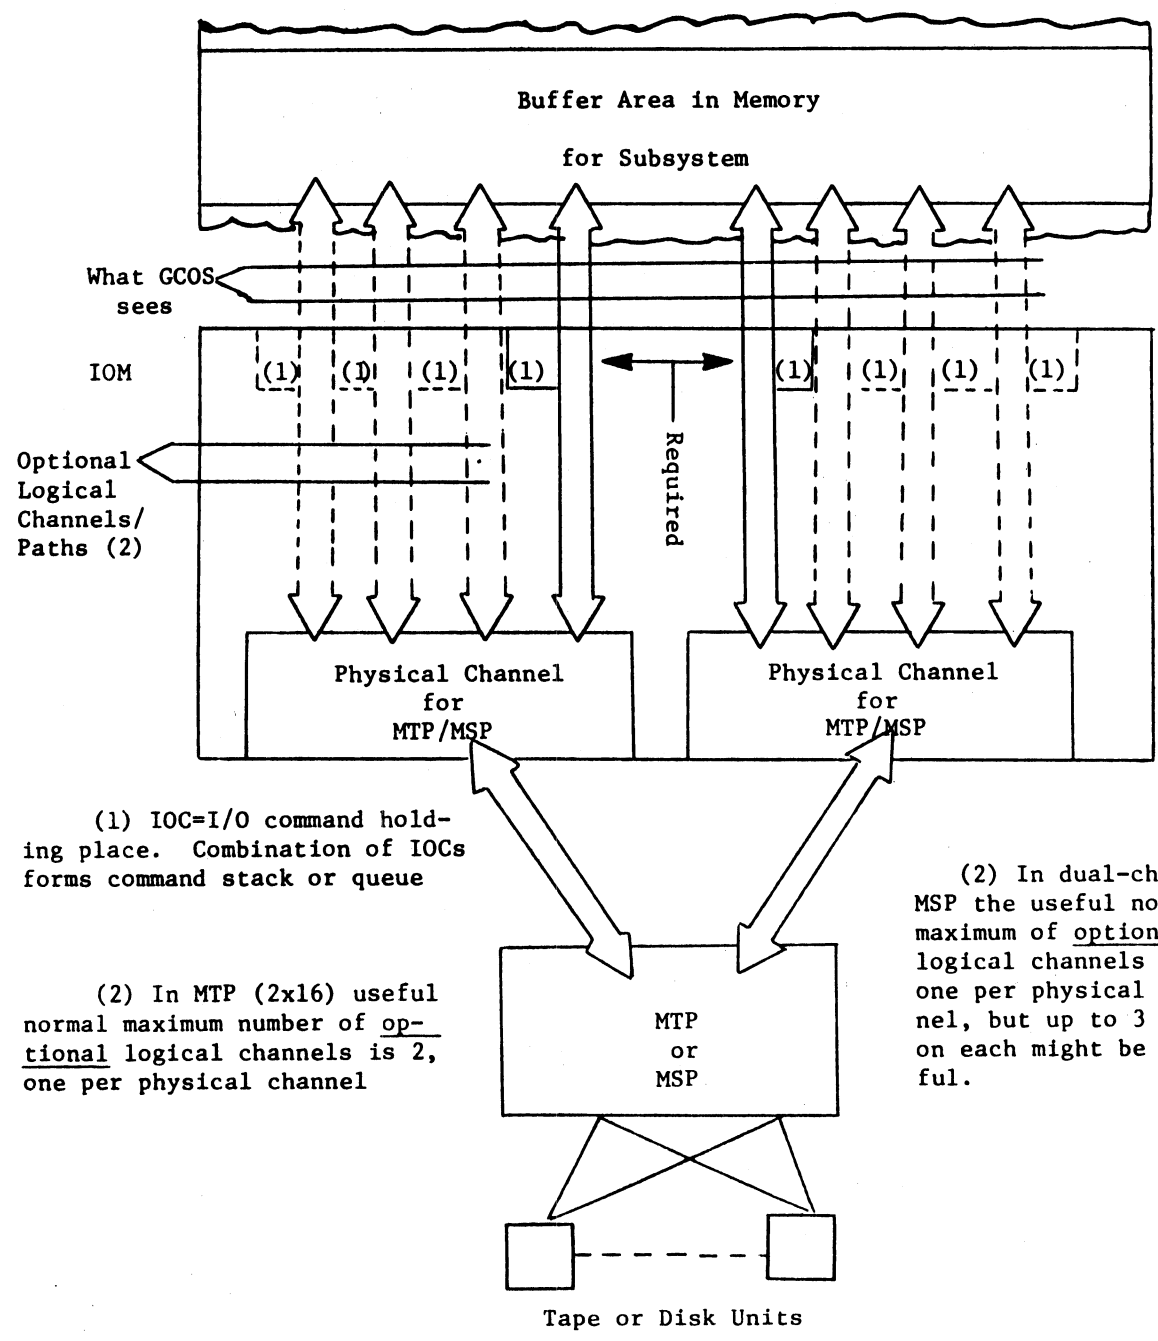 Buffer Area in Memory
for Subsystem
What GCOS
sees
IOM
(1)
(1)
(1)
(1)
(1)
(1)
(1)
(1)
Required
Optional
Logical
Channels/
Paths (2)
Physical Channel
for
MTP/MSP
Physical Channel
for
MTP/MSP
(1) IOC=I/O command hold-
ing place. Combination of IOCs
forms command stack or queue
(2) In MTP (2x16) useful
normal maximum number of op-
tional logical channels is 2,
one per physical channel
(2) In dual-ch
MSP the useful no
maximum of option
logical channels
one per physical
nel, but up to 3
on each might be
ful.
MTP
or
MSP
Tape or Disk Units